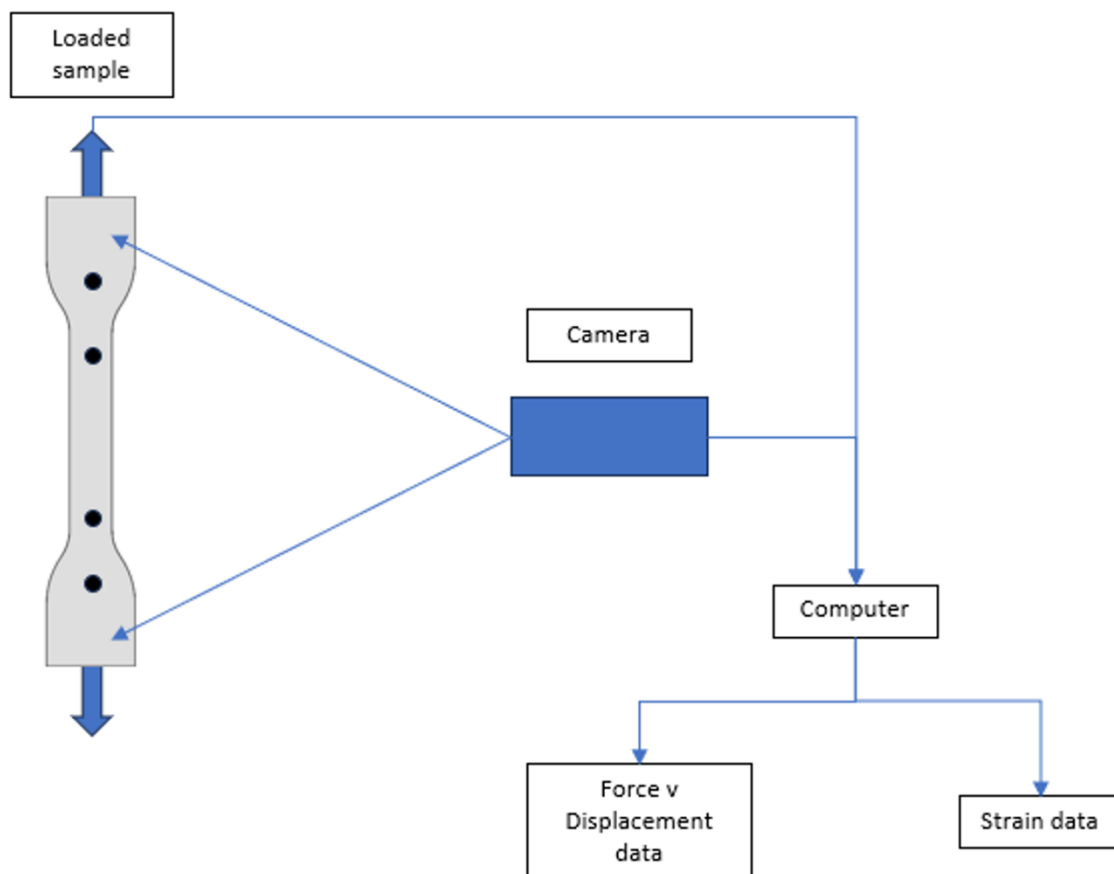 Loaded
sample
Camera
Computer
Force v
Displacement
data
Strain data